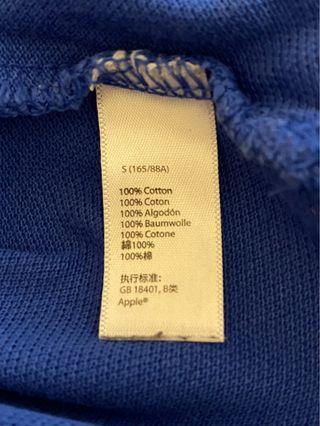 S (165/88A)
100% Cotton
100% Coton
100% Algodón
100% Baumwolle
100% Cotone
綿100%
100%棉
执行标准:
GB 18401, B类
Apple®